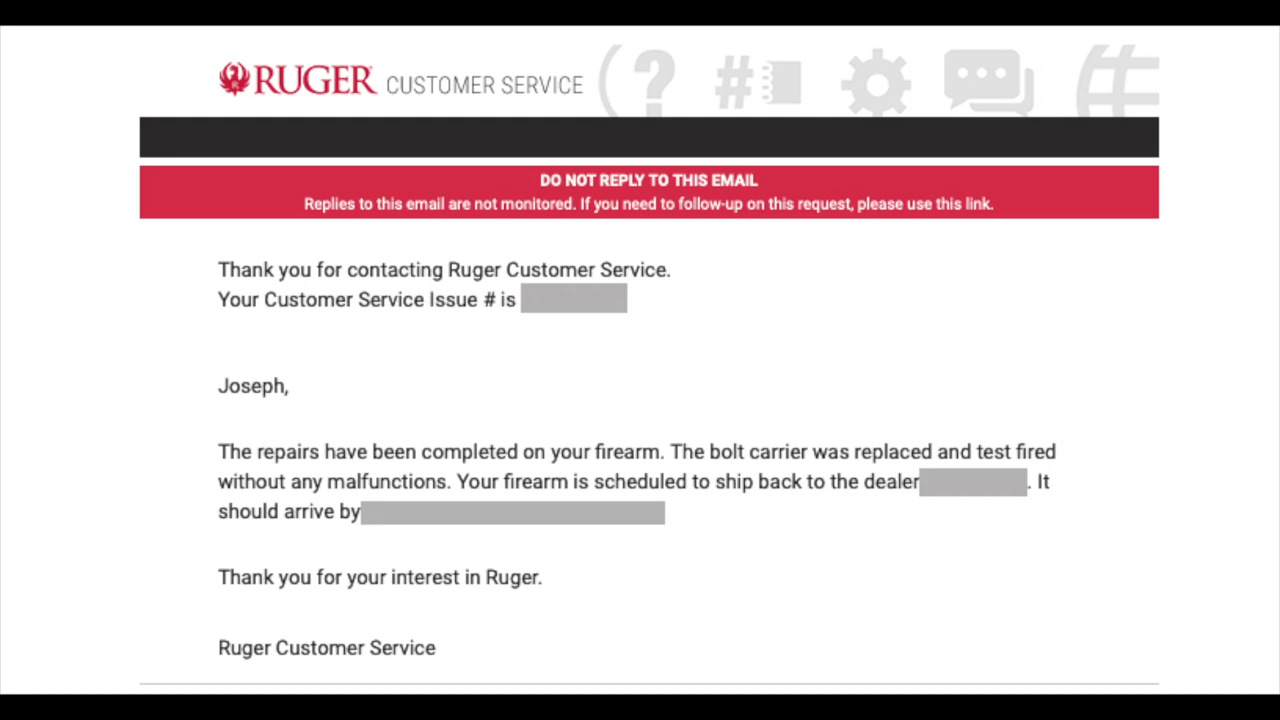 RUGER CUSTOMER SERVICE
DO NOT REPLY TO THIS EMAIL
Replies to this email are not monitored. If you need to follow-up on this request, please use this link.
Thank you for contacting Ruger Customer Service.
Your Customer Service Issue # is
Joseph,
The repairs have been completed on your firearm. The bolt carrier was replaced and test fired
without any malfunctions. Your firearm is scheduled to ship back to the dealer . It
should arrive by
Thank you for your interest in Ruger.
Ruger Customer Service